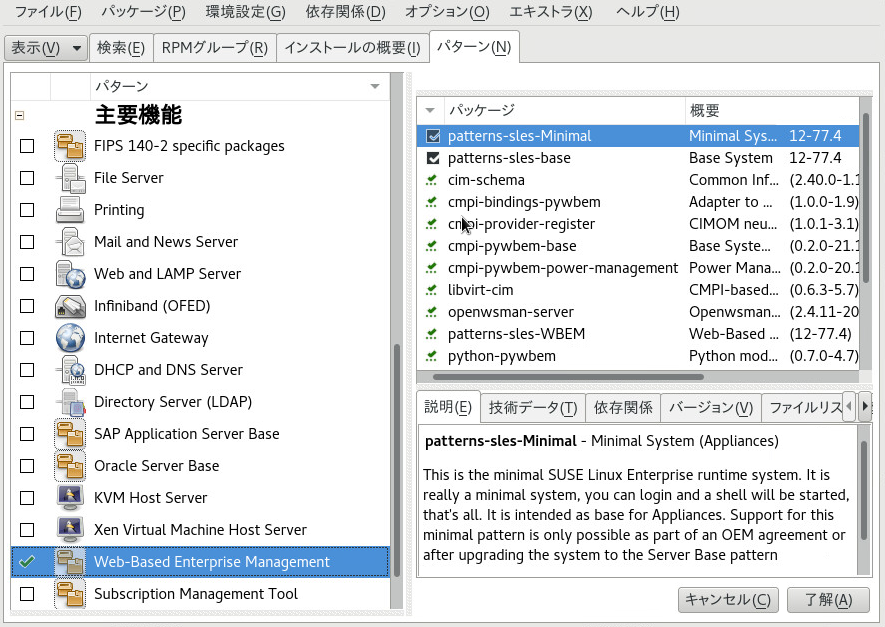 ファイル(F) パッケージ(P) 環境設定(G) 依存関係(D) オプション(O) エキストラ(X) ヘルプ(H)
表示(V) 検索(E) RPMグループ(R) インストールの概要(I) パターン(N)
パターン
主要機能
FIPS 140-2 specific packages
File Server
Printing
Mail and News Server
Web and LAMP Server
Infiniband (OFED)
Internet Gateway
DHCP and DNS Server
Directory Server (LDAP)
SAP Application Server Base
Oracle Server Base
KVM Host Server
Xen Virtual Machine Host Server
Web-Based Enterprise Management
Subscription Management Tool
パッケージ 概要
patterns-sles-Minimal Minimal Sys... 12-77.4
patterns-sles-base Base System 12-77.4
cim-schema Common Inf... (2.40.0-1.1
cmpi-bindings-pywbem Adapter to ... (1.0.0-1.9)
cmpi-provider-register CIMOM neu... (1.0.1-3.1)
cmpi-pywbem-base Base Syste... (0.2.0-21.1
cmpi-pywbem-power-management Power Mana... (0.2.0-20.1
libvirt-cim CMPI-based... (0.6.3-5.7)
openwsman-server Openwsman... (2.4.11-20
patterns-sles-WBEM Web-Based ... (12-77.4)
python-pywbem Python mod... (0.7.0-4.7)
説明(E) 技術データ(T) 依存関係 バージョン(V) ファイルリス
patterns-sles-Minimal - Minimal System (Appliances)
This is the minimal SUSE Linux Enterprise runtime system. It is
really a minimal system, you can login and a shell will be started,
that's all. It is intended as base for Appliances. Support for this
minimal pattern is only possible as part of an OEM agreement or
after upgrading the system to the Server Base pattern
キャンセル(C) 了解(A)